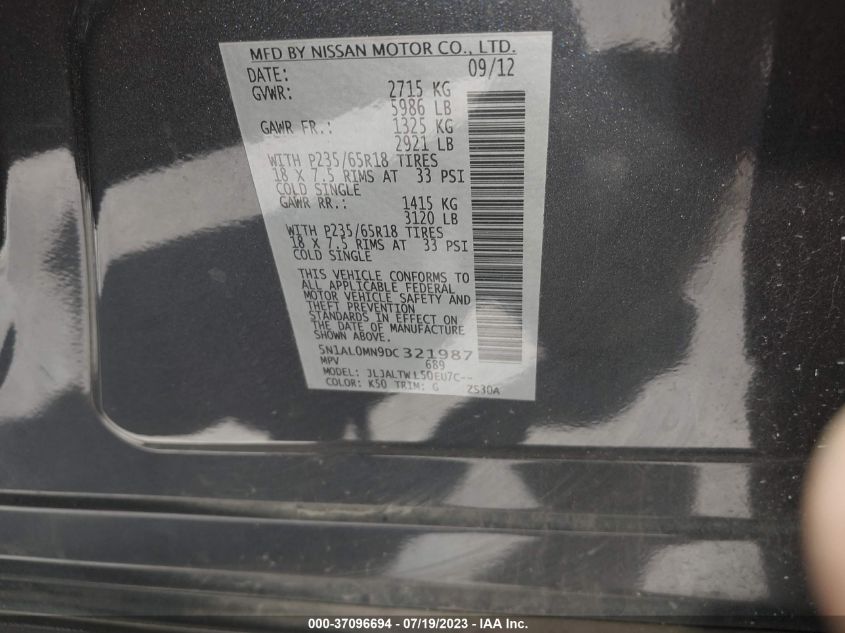 MFD BY NISSAN MOTOR CO., LTD.
DATE: 09/12
GVWR: 2715 KG
5986 LB
GAWR FR.: 1325 KG
2921 LB
WITH P235/65R18 TIRES
18 X 7.5 RIMS AT 33 PSI
COLD SINGLE
GAWR RR.: 1415 KG
3120 LB
WITH P235/65R18 TIRES
18 X 7.5 RIMS AT 33 PSI
COLD SINGLE
THIS VEHICLE CONFORMS TO
ALL APPLICABLE FEDERAL
MOTOR VEHICLE SAFETY AND
THEFT PREVENTION
STANDARDS IN EFFECT ON
THE DATE OF MANUFACTURE
SHOWN ABOVE.
5N1AL0MN9DC321987
MPV 689
MODEL: JLJALTWL50EU7C--
COLOR: K50 TRIM: G ZS30A
000-37096694 - 07/19/2023 - IAA Inc.